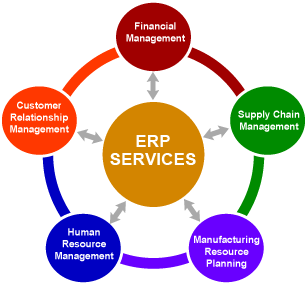 Financial
Management
Customer
Relationship
Management
Supply Chain
Management
ERP
SERVICES
Human
Resource
Management
Manufacturing
Resource
Planning